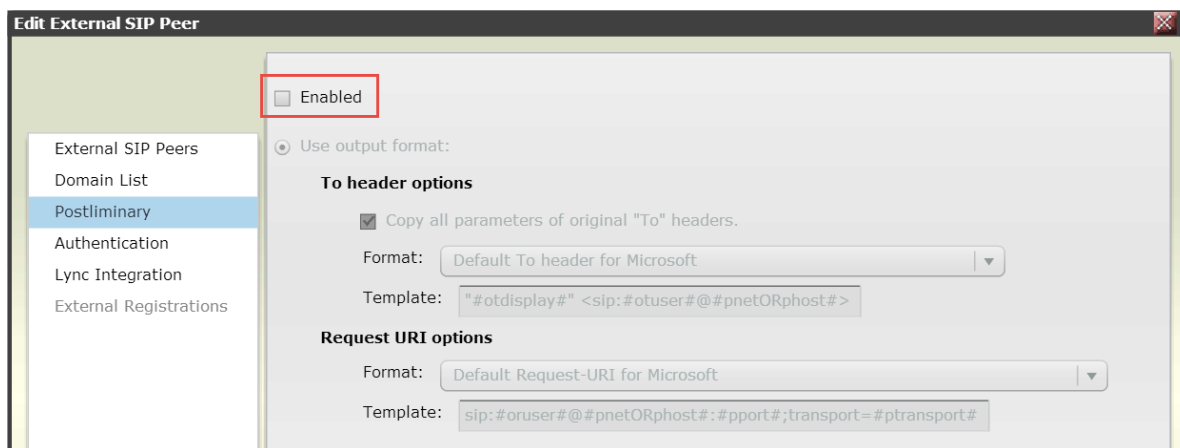 Edit External SIP Peer
Enabled
External SIP Peers
Domain List
Postliminary
Authentication
Lync Integration
External Registrations
Use output format:
To header options
Copy all parameters of original "To" headers.
Format: Default To header for Microsoft
Template: "#otdisplay#" <sip:#otuser#@#pnetORphost#>
Request URI options
Format: Default Request-URI for Microsoft
Template: sip:#oruser#@#pnetORphost#:#pport#;transport=#ptransport#